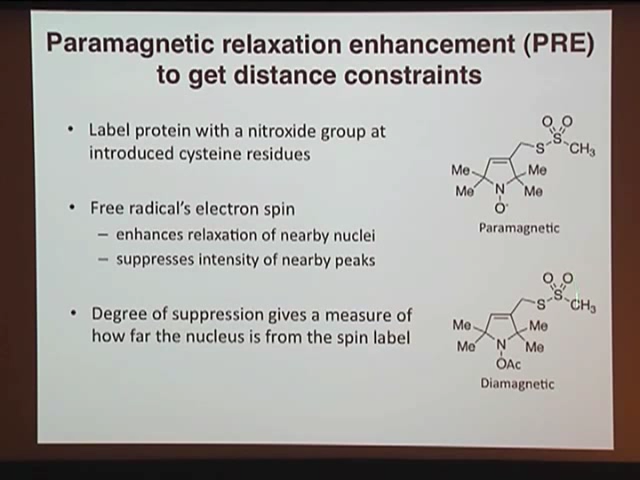 Paramagnetic relaxation enhancement (PRE)
to get distance constraints
• Label protein with a nitroxide group at
introduced cysteine residues
• Free radical's electron spin
– enhances relaxation of nearby nuclei
– suppresses intensity of nearby peaks
• Degree of suppression gives a measure of
how far the nucleus is from the spin label
O O
S
S CH3
Me Me
Me N Me
O•
Paramagnetic
O O
S
S CH3
Me Me
Me N Me
OAc
Diamagnetic